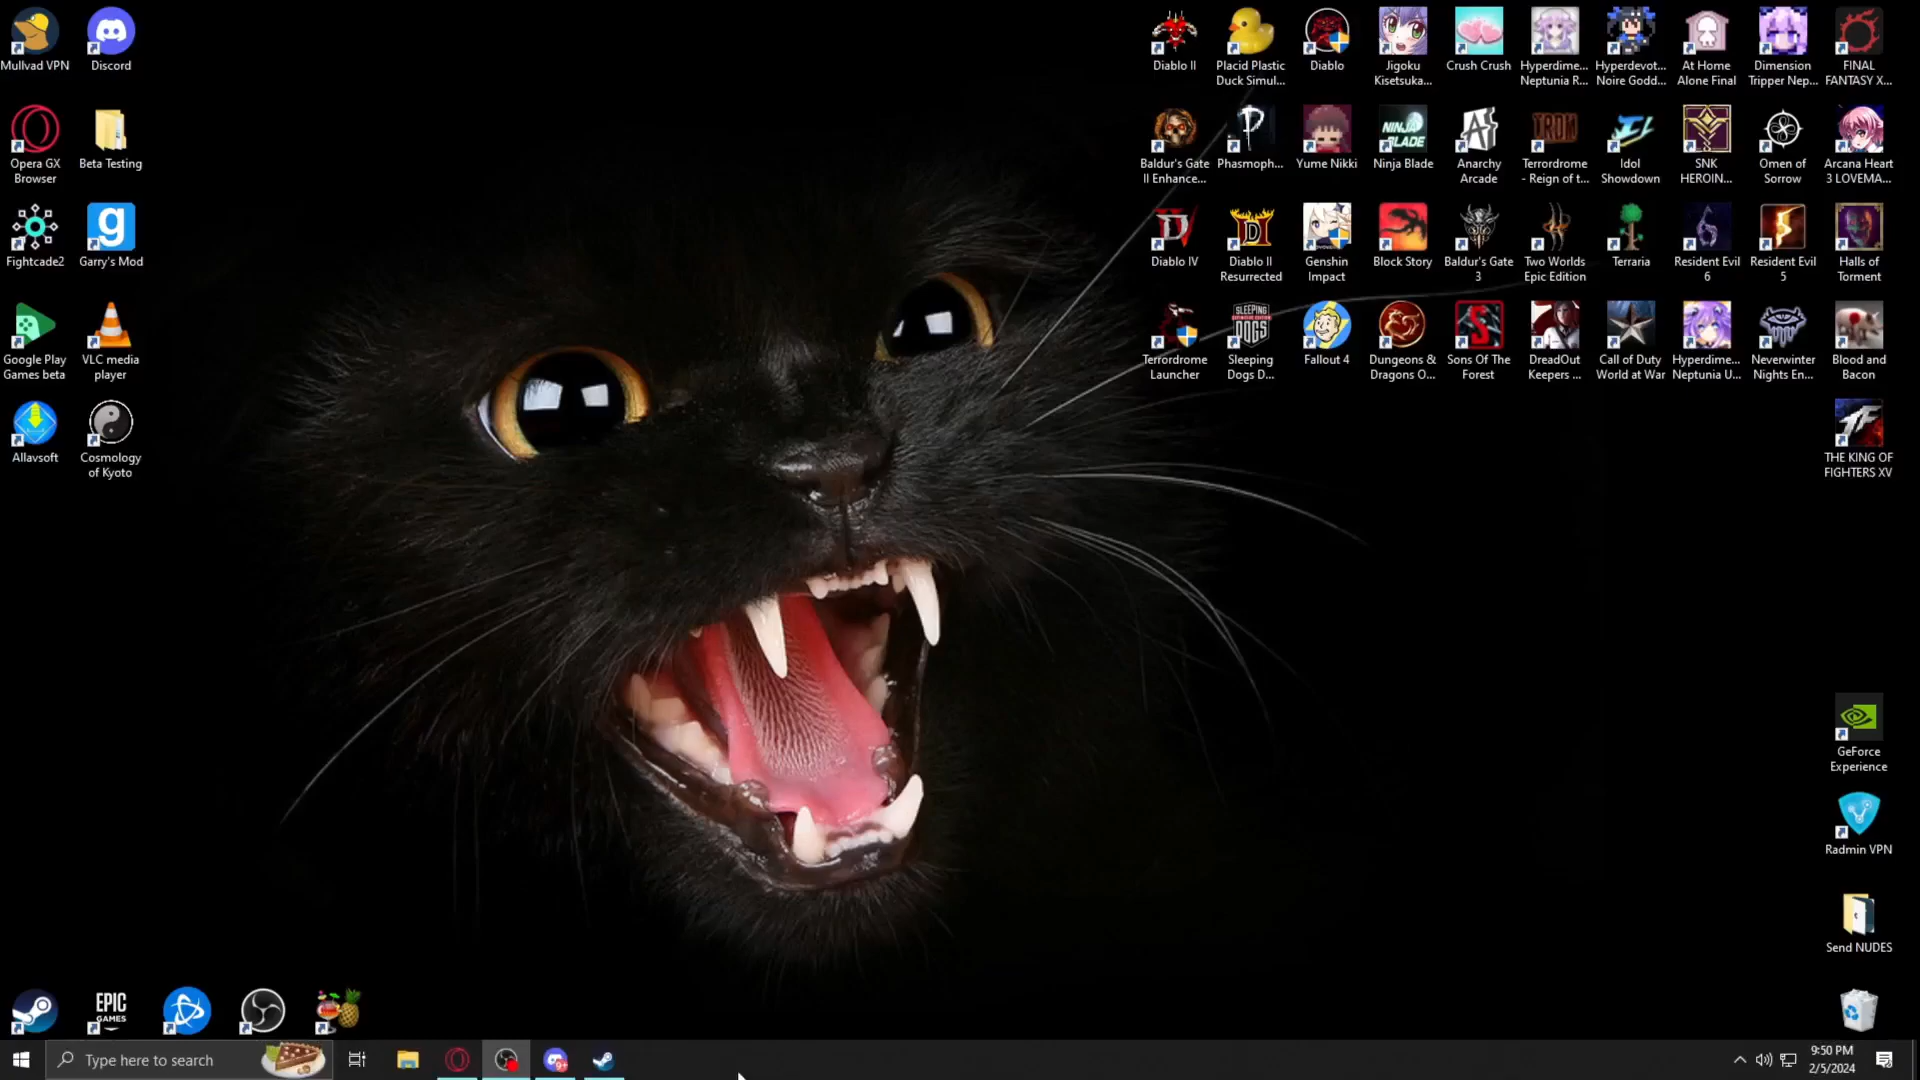 Mullvad VPN
Discord
Diablo II
Placid Plastic
Duck Simul...
Diablo
Jigoku
Kisetsuka...
Crush Crush
Hyperdime...
Neptunia R...
Hyperdevot...
Noire Godd...
At Home
Alone Final
Dimension
Tripper Nep...
FINAL
FANTASY X...
Opera GX
Browser
Beta Testing
Baldur's Gate
II Enhance...
Phasmoph...
Yume Nikki
NINJA
BLADE
Ninja Blade
Anarchy
Arcade
Terrordrome
- Reign of t...
Idol
Showdown
SNK
HEROIN...
Omen of
Sorrow
Arcana Heart
3 LOVEMA...
Fightcade2
Garry's Mod
Diablo IV
Diablo II
Resurrected
Genshin
Impact
Block Story
Baldur's Gate
3
Two Worlds
Epic Edition
Terraria
Resident Evil
6
Resident Evil
5
Halls of
Torment
Google Play
Games beta
VLC media
player
Terrordrome
Launcher
SLEEPING
DOGS
Sleeping
Dogs D...
Fallout 4
Dungeons &
Dragons O...
Sons Of The
Forest
DreadOut
Keepers ...
Call of Duty
World at War
Hyperdime...
Neptunia U...
Neverwinter
Nights En...
Blood and
Bacon
Allavsoft
Cosmology
of Kyoto
THE KING OF
FIGHTERS XV
GeForce
Experience
Radmin VPN
Send NUDES
EPIC
GAMES
Type here to search
9:50 PM
2/5/2024